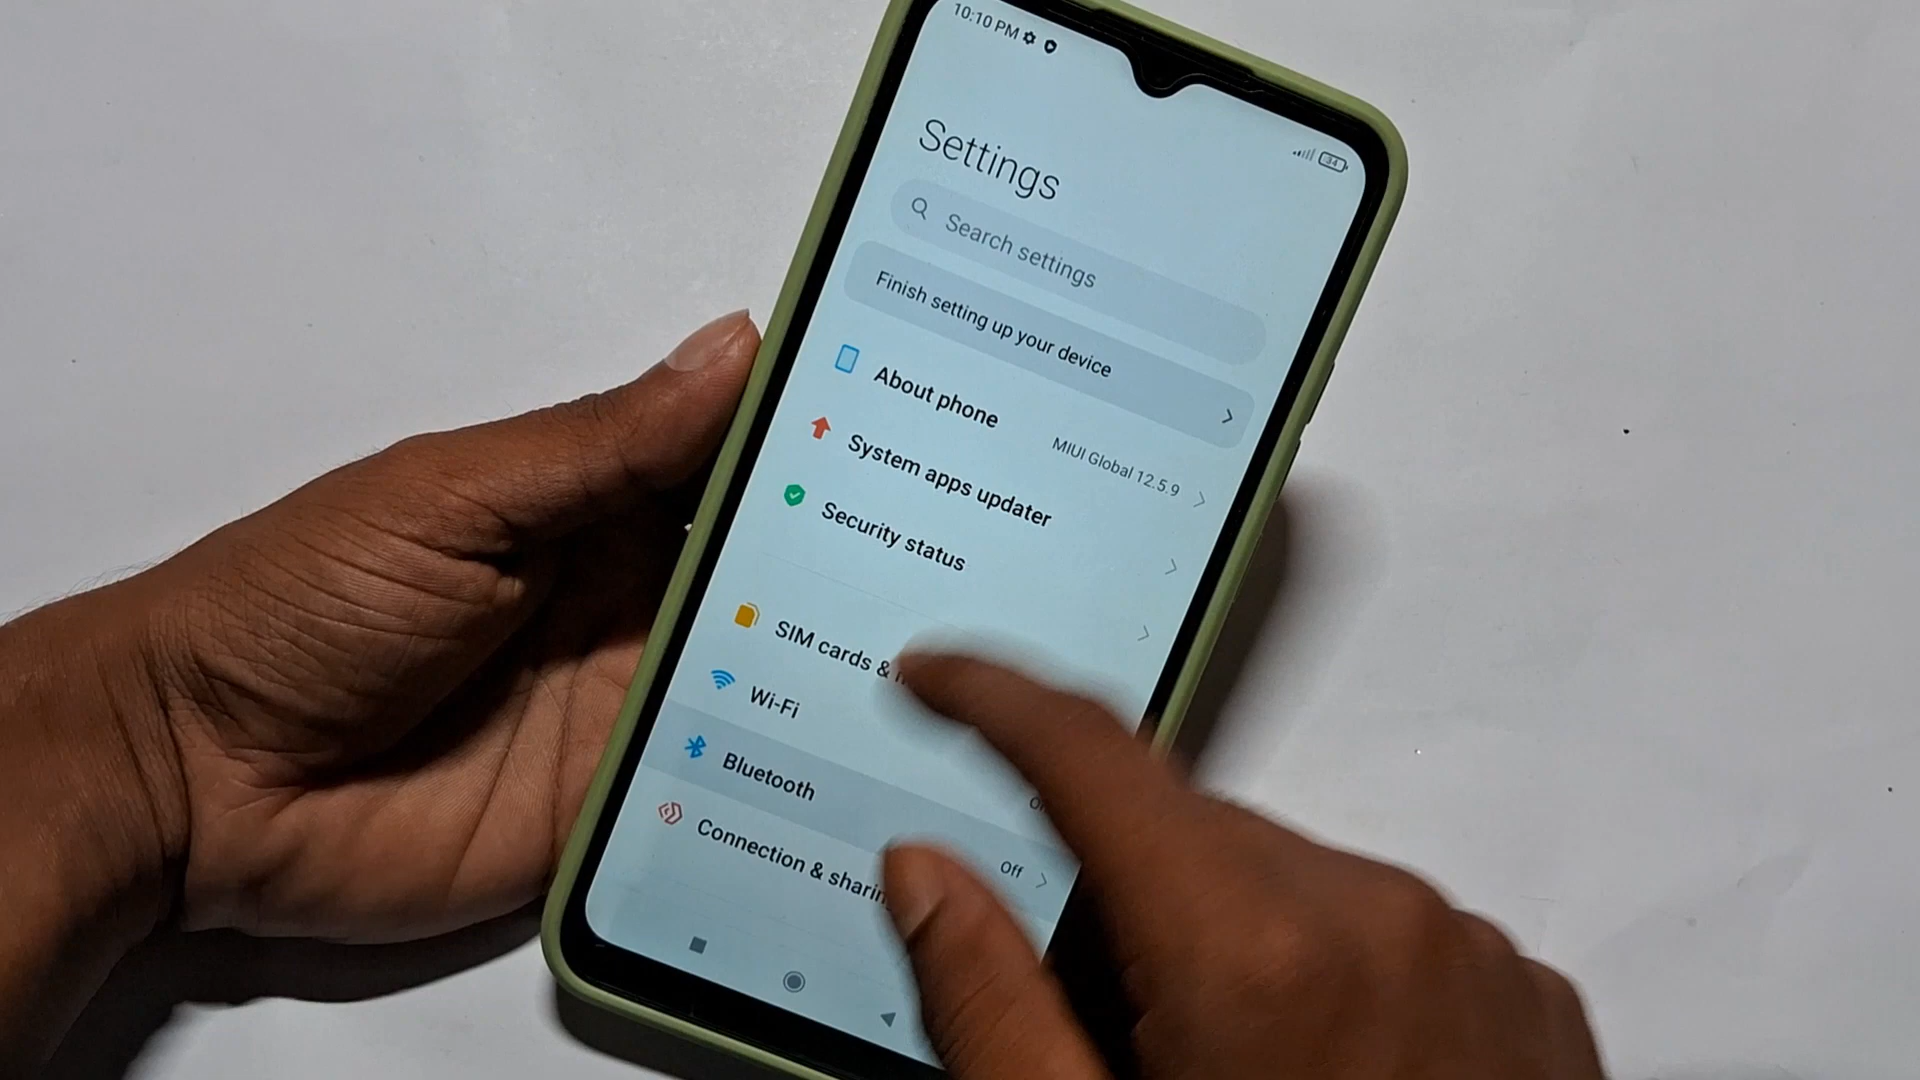 10:10 PM
34
Settings
Search settings
Finish setting up your device
About phone
MIUI Global 12.5.9
System apps updater
Security status
SIM cards &
Wi-Fi
Bluetooth
Off
Connection &